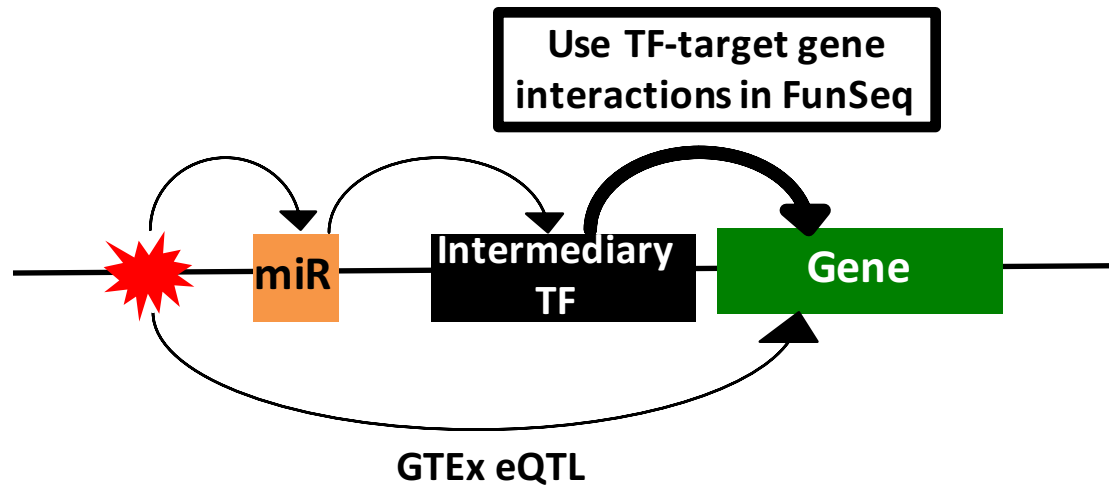 Use TF-target gene
interactions in FunSeq
miR
Intermediary
TF
Gene
GTEx eQTL